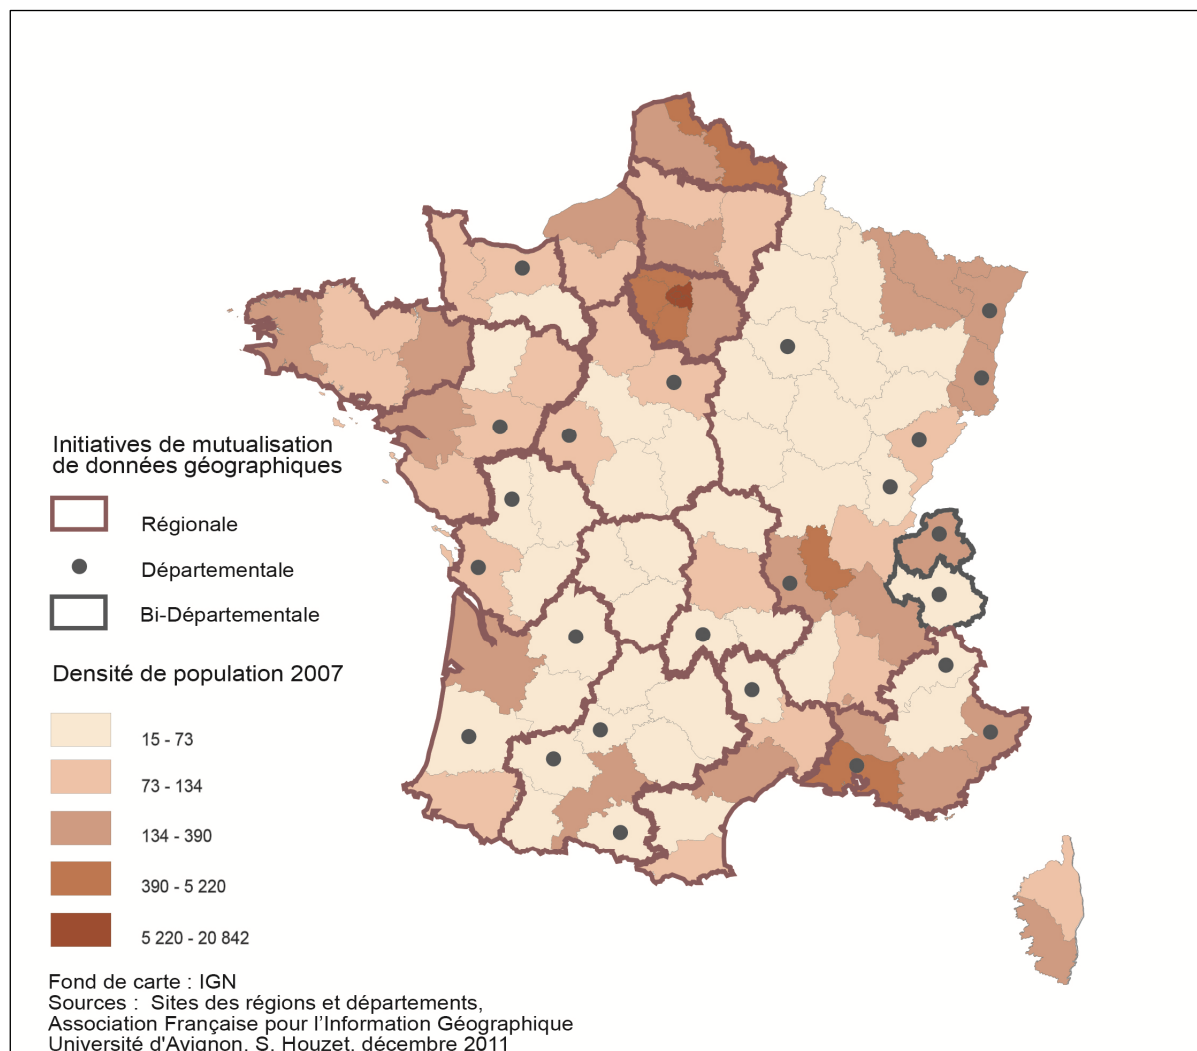 Initiatives de mutualisation
de données géographiques
Régionale
Départementale
Bi-Départementale
Densité de population 2007
15 - 73
73 - 134
134 - 390
390 - 5 220
5 220 - 20 842
Fond de carte : IGN
Sources : Sites des régions et départements,
Association Française pour l'Information Géographique
Université d'Avignon, S. Houzet, décembre 2011